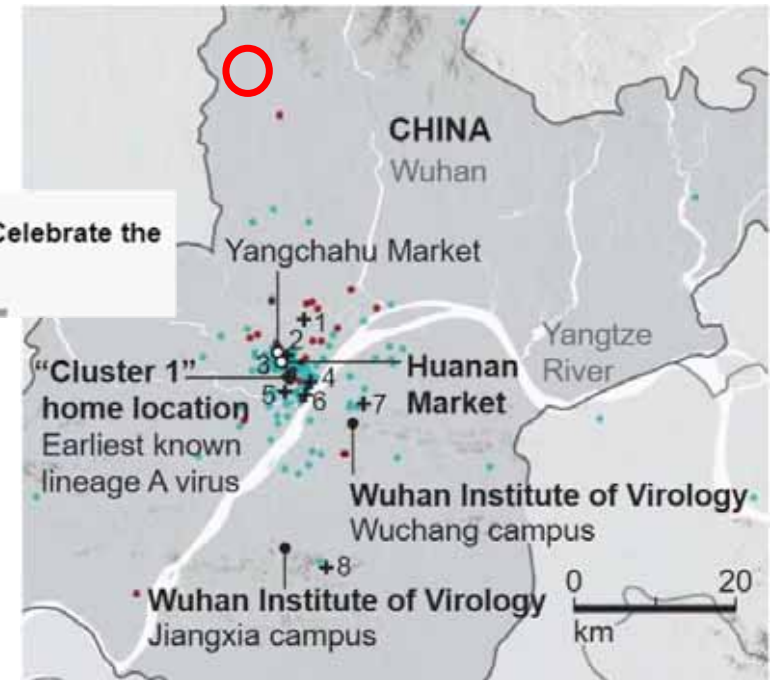 CHINA
Wuhan
Celebrate the
Yangchahu Market
+1
2
3
Yangtze
River
"Cluster 1"
home location
Earliest known
lineage A virus
4
5
+6
Huanan
Market
+7
Wuhan Institute of Virology
Wuchang campus
+8
Wuhan Institute of Virology
Jiangxia campus
0 20
km